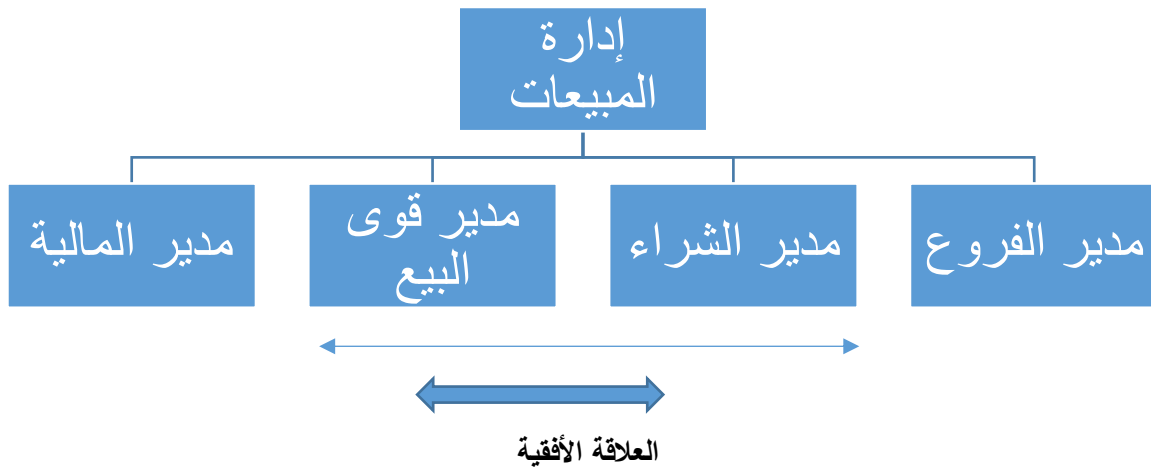 إدارة
المبيعات
مدير الفروع
مدير الشراء
مدير قوى
البيع
مدير المالية
العلاقة الأفقية